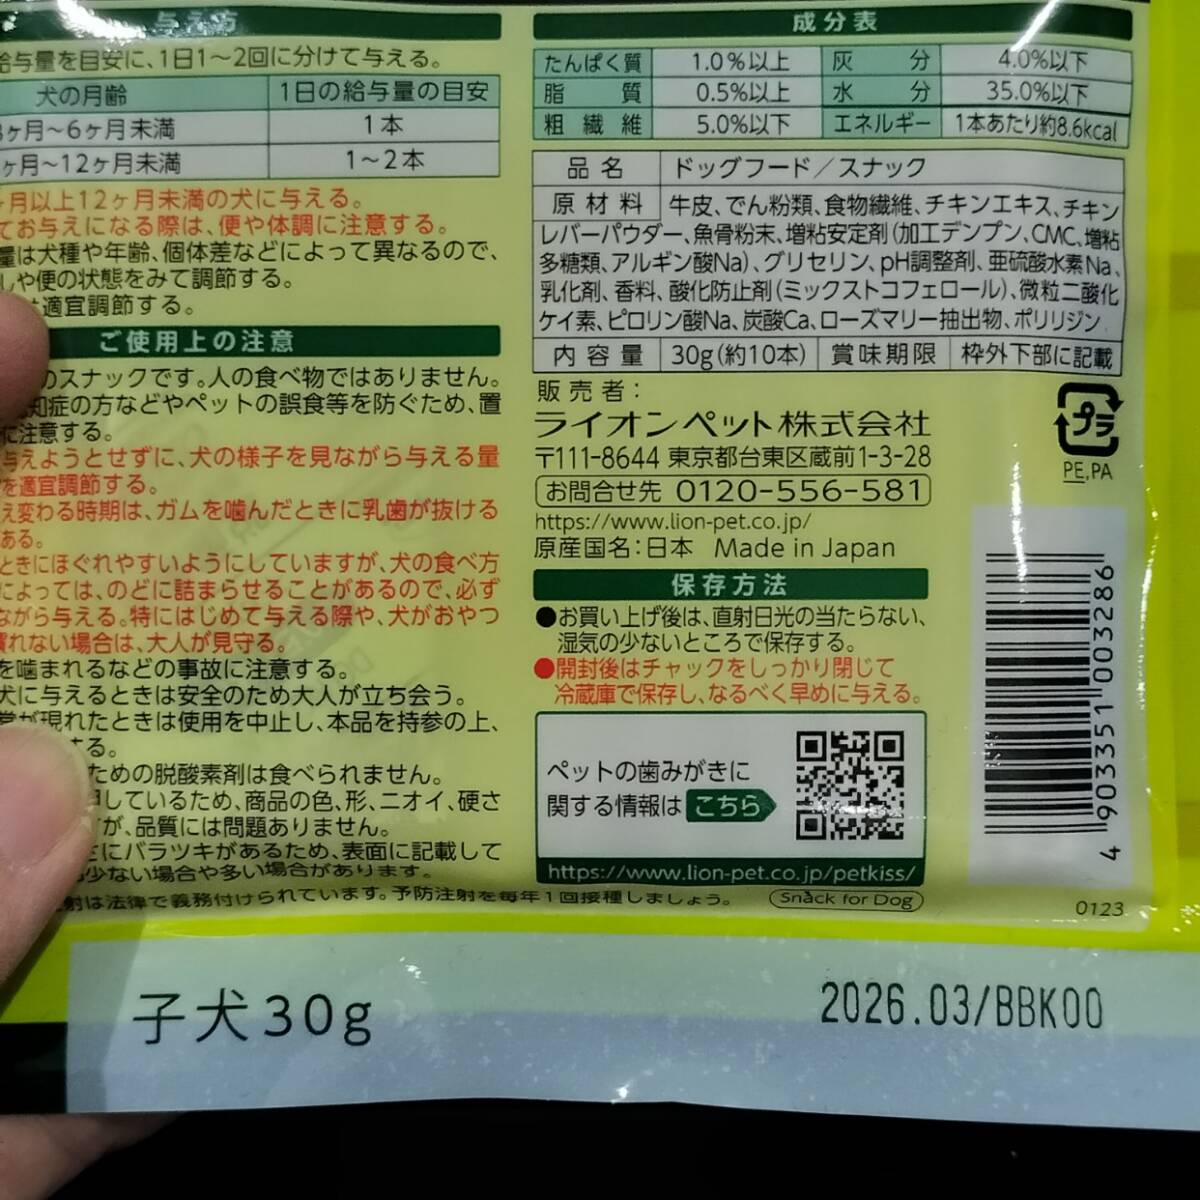 与え方
給与量を目安に、1日1～2回に分けて与える。
犬の月齢 1日の給与量の目安
ヶ月～6ヶ月未満 1本
ヶ月～12ヶ月未満 1～2本
ヶ月以上12ヶ月未満の犬に与える。
てお与えになる際は、便や体調に注意する。
量は犬種や年齢、個体差などによって異なるので、
しや便の状態をみて調節する。
は適宜調節する。
ご使用上の注意
のスナックです。人の食べ物ではありません。
知症の方などやペットの誤食等を防ぐため、置
に注意する。
与えようとせずに、犬の様子を見ながら与える量
を適宜調節する。
え変わる時期は、ガムを噛んだときに乳歯が抜ける
ある。
ときにほぐれやすいようにしていますが、犬の食べ方
によっては、のどに詰まらせることがあるので、必ず
ながら与える。特にはじめて与える際や、犬がおやつ
慣れない場合は、大人が見守る。
を噛まれるなどの事故に注意する。
犬に与えるときは安全のため大人が立ち会う。
常が現れたときは使用を中止し、本品を持参の上、
する。
ための脱酸素剤は食べられません。
用しているため、商品の色、形、ニオイ、硬さ
すが、品質には問題ありません。
にバラツキがあるため、表面に記載して
も少ない場合や多い場合があります。
射は法律で義務付けられています。予防注射を毎年1回接種しましょう。
成分表
たんぱく質 1.0%以上 灰分 4.0%以下
脂質 0.5%以上 水分 35.0%以下
粗繊維 5.0%以下 エネルギー 1本あたり約8.6kcal
品名 ドッグフード/スナック
原材料 牛皮、でん粉類、食物繊維、チキンエキス、チキン
レバーパウダー、魚骨粉末、増粘安定剤(加工デンプン、CMC、増粘
多糖類、アルギン酸Na)、グリセリン、pH調整剤、亜硫酸水素Na、
乳化剤、香料、酸化防止剤(ミックストコフェロール)、微粒二酸化
ケイ素、ピロリン酸Na、炭酸Ca、ローズマリー抽出物、ポリリジン
内容量 30g(約10本) 賞味期限 枠外下部に記載
販売者:
ライオンペット株式会社
〒111-8644 東京都台東区蔵前1-3-28
お問合せ先 0120-556-581
https://www.lion-pet.co.jp/
原産国名:日本 Made in Japan
プラ
PE,PA
保存方法
●お買い上げ後は、直射日光の当たらない、
湿気の少ないところで保存する。
●開封後はチャックをしっかり閉じて
冷蔵庫で保存し、なるべく早めに与える。
ペットの歯みがきに
関する情報は こちら
https://www.lion-pet.co.jp/petkiss/
Snack for Dog
4 903351 003286
0123
子犬30g
2026.03/BBK00